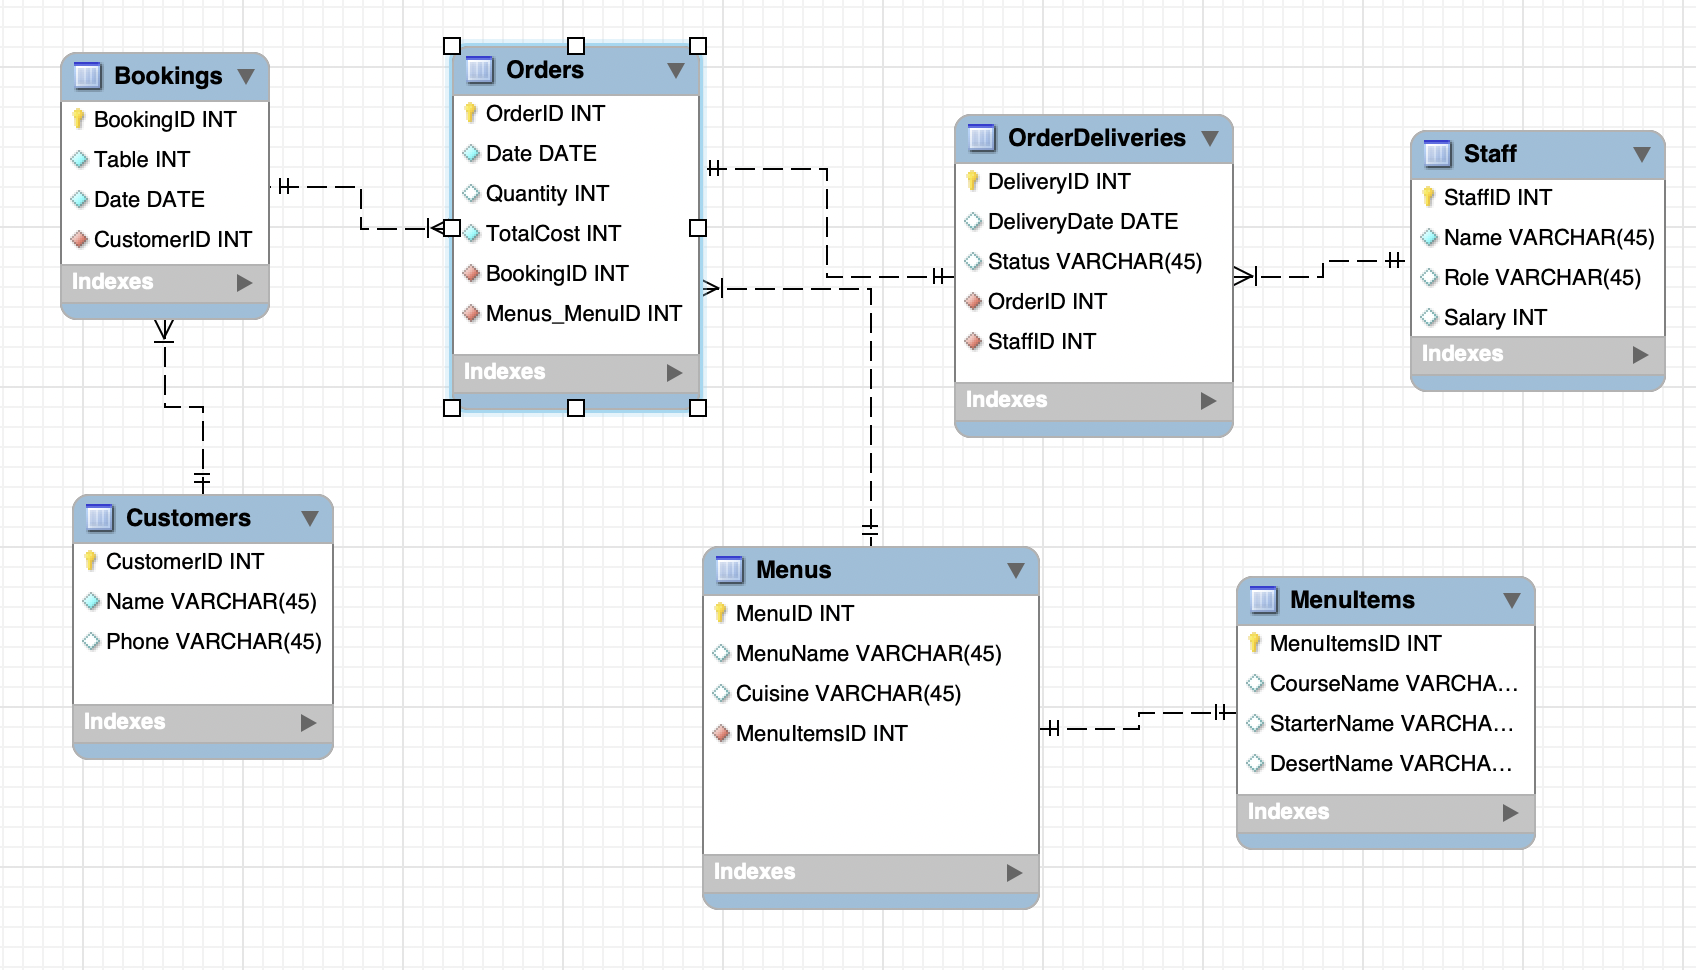 Bookings
BookingID INT
Table INT
Date DATE
CustomerID INT
Indexes
Orders
OrderID INT
Date DATE
Quantity INT
TotalCost INT
BookingID INT
Menus_MenuID INT
Indexes
OrderDeliveries
DeliveryID INT
DeliveryDate DATE
Status VARCHAR(45)
OrderID INT
StaffID INT
Indexes
Staff
StaffID INT
Name VARCHAR(45)
Role VARCHAR(45)
Salary INT
Indexes
Customers
CustomerID INT
Name VARCHAR(45)
Phone VARCHAR(45)
Indexes
Menus
MenuID INT
MenuName VARCHAR(45)
Cuisine VARCHAR(45)
MenuItemsID INT
Indexes
MenuItems
MenuItemsID INT
CourseName VARCHA...
StarterName VARCHA...
DesertName VARCHA...
Indexes